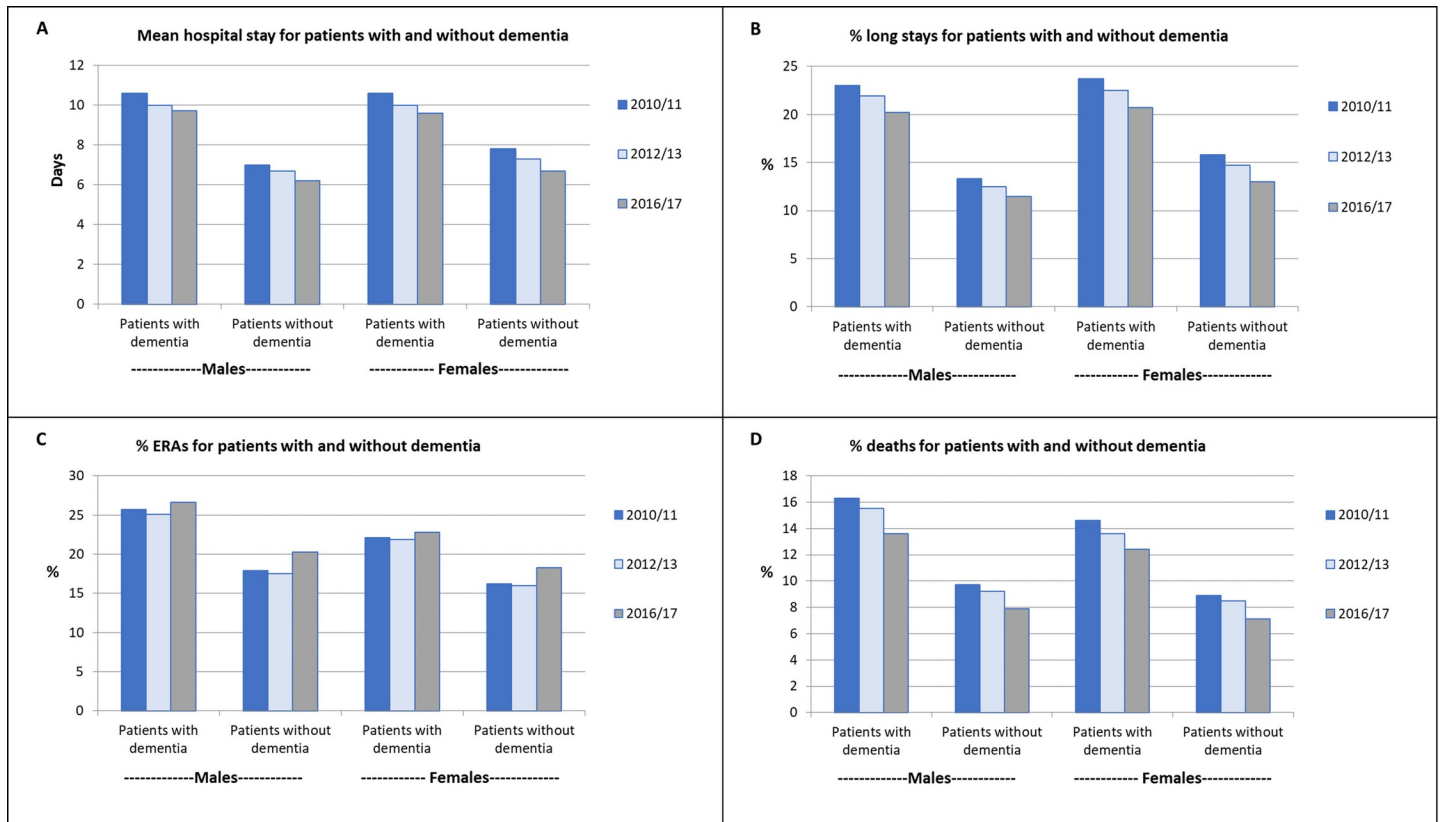 A
Mean hospital stay for patients with and without dementia
12
10
8
6
4
2
0
Days
2010/11
2012/13
2016/17
Patients with
dementia
Patients without
dementia
Patients with
dementia
Patients without
dementia
-------------Males------------
------------ Females-------------
B
% long stays for patients with and without dementia
25
20
15
10
5
0
%
2010/11
2012/13
2016/17
Patients with
dementia
Patients without
dementia
Patients with
dementia
Patients without
dementia
-------------Males------------
------------ Females-------------
C
% ERAs for patients with and without dementia
30
25
20
15
10
5
0
%
2010/11
2012/13
2016/17
Patients with
dementia
Patients without
dementia
Patients with
dementia
Patients without
dementia
-------------Males------------
------------ Females-------------
D
% deaths for patients with and without dementia
18
16
14
12
10
8
6
4
2
0
%
2010/11
2012/13
2016/17
Patients with
dementia
Patients without
dementia
Patients with
dementia
Patients without
dementia
-------------Males------------
------------ Females-------------